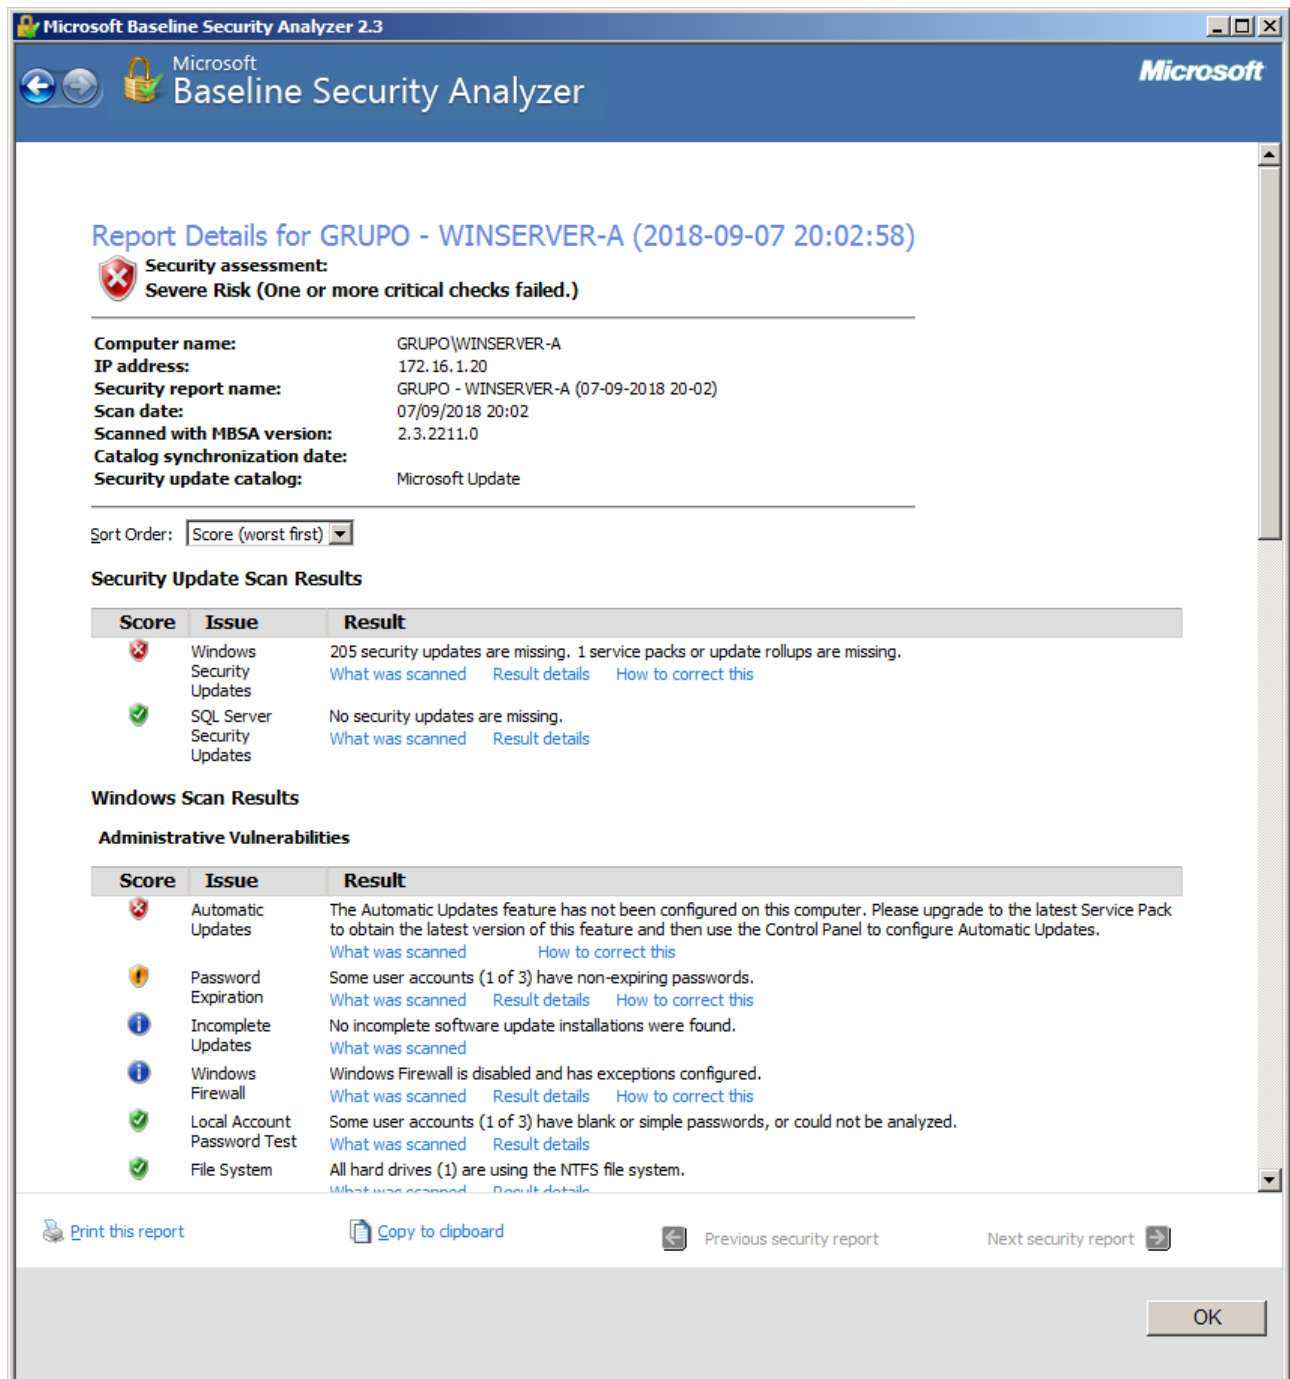 Microsoft Baseline Security Analyzer 2.3
Microsoft
Baseline Security Analyzer
Microsoft
Report Details for GRUPO - WINSERVER-A (2018-09-07 20:02:58)
Security assessment:
Severe Risk (One or more critical checks failed.)
Computer name: GRUPO\WINSERVER-A
IP address: 172.16.1.20
Security report name: GRUPO - WINSERVER-A (07-09-2018 20-02)
Scan date: 07/09/2018 20:02
Scanned with MBSA version: 2.3.2211.0
Catalog synchronization date:
Security update catalog: Microsoft Update
Sort Order: Score (worst first)
Security Update Scan Results
Score Issue Result
Windows Security Updates
205 security updates are missing. 1 service packs or update rollups are missing.
What was scanned Result details How to correct this
SQL Server Security Updates
No security updates are missing.
What was scanned Result details
Windows Scan Results
Administrative Vulnerabilities
Score Issue Result
Automatic Updates
The Automatic Updates feature has not been configured on this computer. Please upgrade to the latest Service Pack
to obtain the latest version of this feature and then use the Control Panel to configure Automatic Updates.
What was scanned How to correct this
Password Expiration
Some user accounts (1 of 3) have non-expiring passwords.
What was scanned Result details How to correct this
Incomplete Updates
No incomplete software update installations were found.
What was scanned
Windows Firewall
Windows Firewall is disabled and has exceptions configured.
What was scanned Result details How to correct this
Local Account Password Test
Some user accounts (1 of 3) have blank or simple passwords, or could not be analyzed.
What was scanned Result details
File System
All hard drives (1) are using the NTFS file system.
What was scanned Result details
Print this report Copy to clipboard Previous security report Next security report
OK